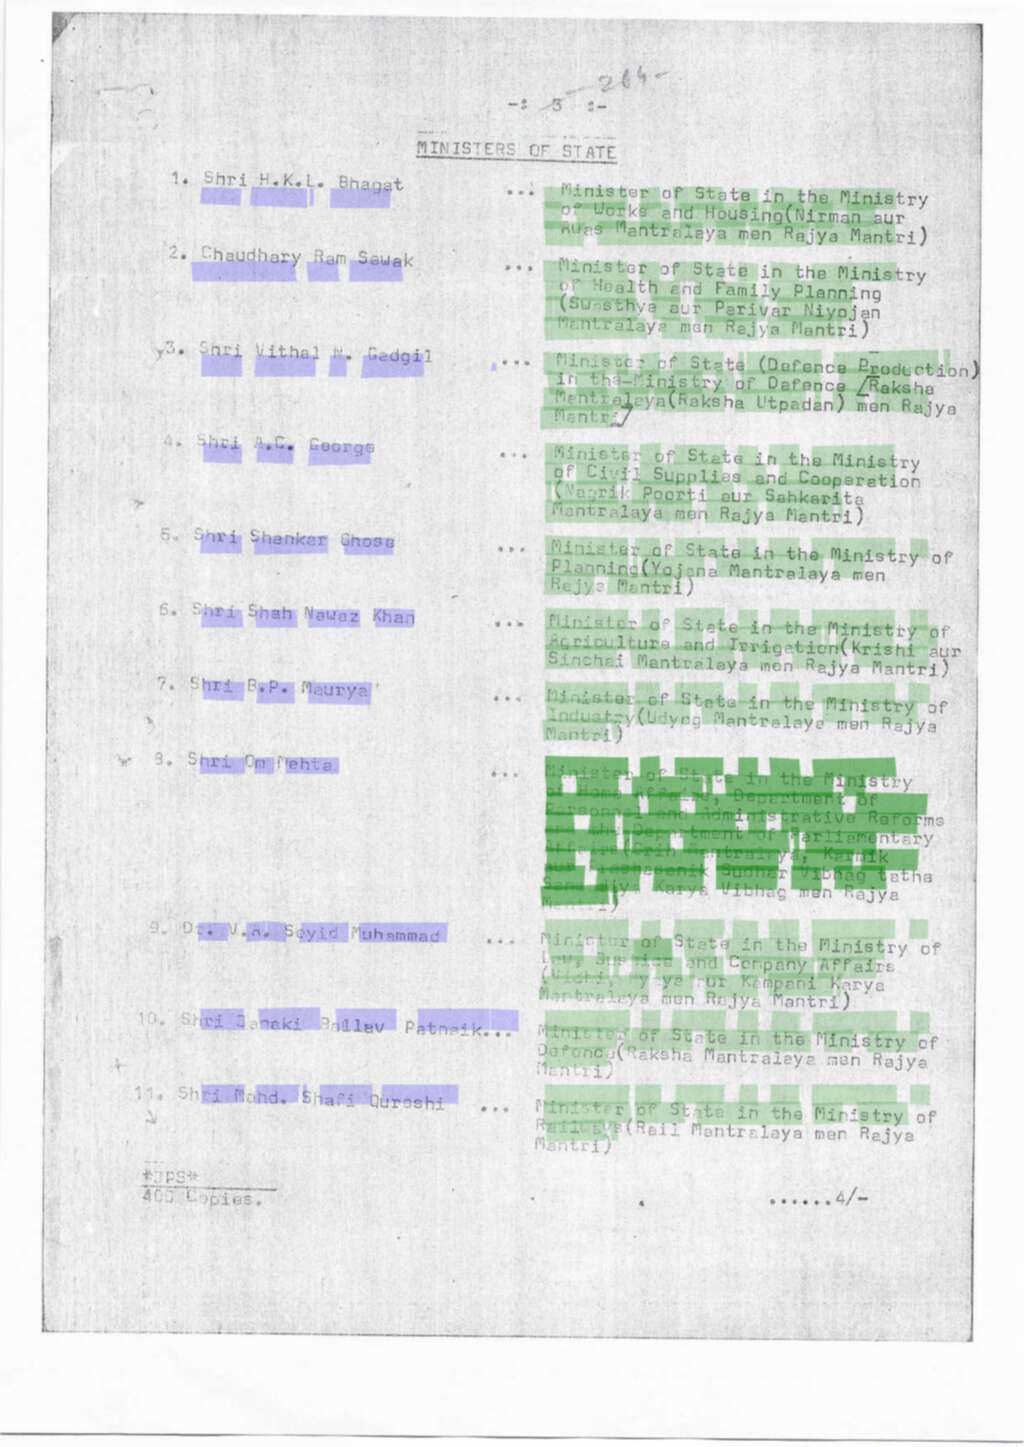 264-
-: 3 :-
MINISTERS OF STATE
1. Shri H.K.L. Bhagat ... Minister of State in the Ministry
of Works and Housing(Nirman aur
Awas Mantralaya men Rajya Mantri)
2. Chaudhary Ram Sewak ... Minister of State in the Ministry
of Health and Family Planning
(Swasthya aur Parivar Niyojan
Mantralaya men Rajya Mantri)
3. Shri Vithal N. Gadgil ... Minister of State (Defence Production)
in the Ministry of Defence [Raksha
Mantralaya(Raksha Utpadan) men Rajya
Mantri]
4. Shri A.C. George ... Minister of State in the Ministry
of Civil Supplies and Cooperation
(Nagrik Poorti aur Sahkarita
Mantralaya men Rajya Mantri)
5. Shri Shankar Ghose ... Minister of State in the Ministry of
Planning(Yojana Mantralaya men
Rajya Mantri)
6. Shri Shah Nawaz Khan ... Minister of State in the Ministry of
Agriculture and Irrigation(Krishi aur
Sinchai Mantralaya men Rajya Mantri)
7. Shri B.P. Maurya ... Minister of State in the Ministry of
Industry(Udyog Mantralaya men Rajya
Mantri)
8. Shri Om Mehta ... Minister of State in the Ministry
of Home Affairs, Department of
Personnel and Administrative Reforms
and the Department of Parliamentary
Affairs(Grih Mantralaya, Karmik
aur Prashasanik Sudhar Vibhag tatha
Sansadiya Karya Vibhag men Rajya
Mantri)
9. Dr. V.A. Seyid Muhammad ... Minister of State in the Ministry of
Law, Justice and Company Affairs
(Vidhi, Nyaya aur Kampani Karya
Mantralaya men Rajya Mantri)
10. Shri Janaki Ballav Patnaik... Minister of State in the Ministry of
Defence(Raksha Mantralaya men Rajya
Mantri)
11. Shri Mohd. Shafi Qureshi ... Minister of State in the Ministry of
Railways(Rail Mantralaya men Rajya
Mantri)
*JPS*
400 Copies.
......4/-